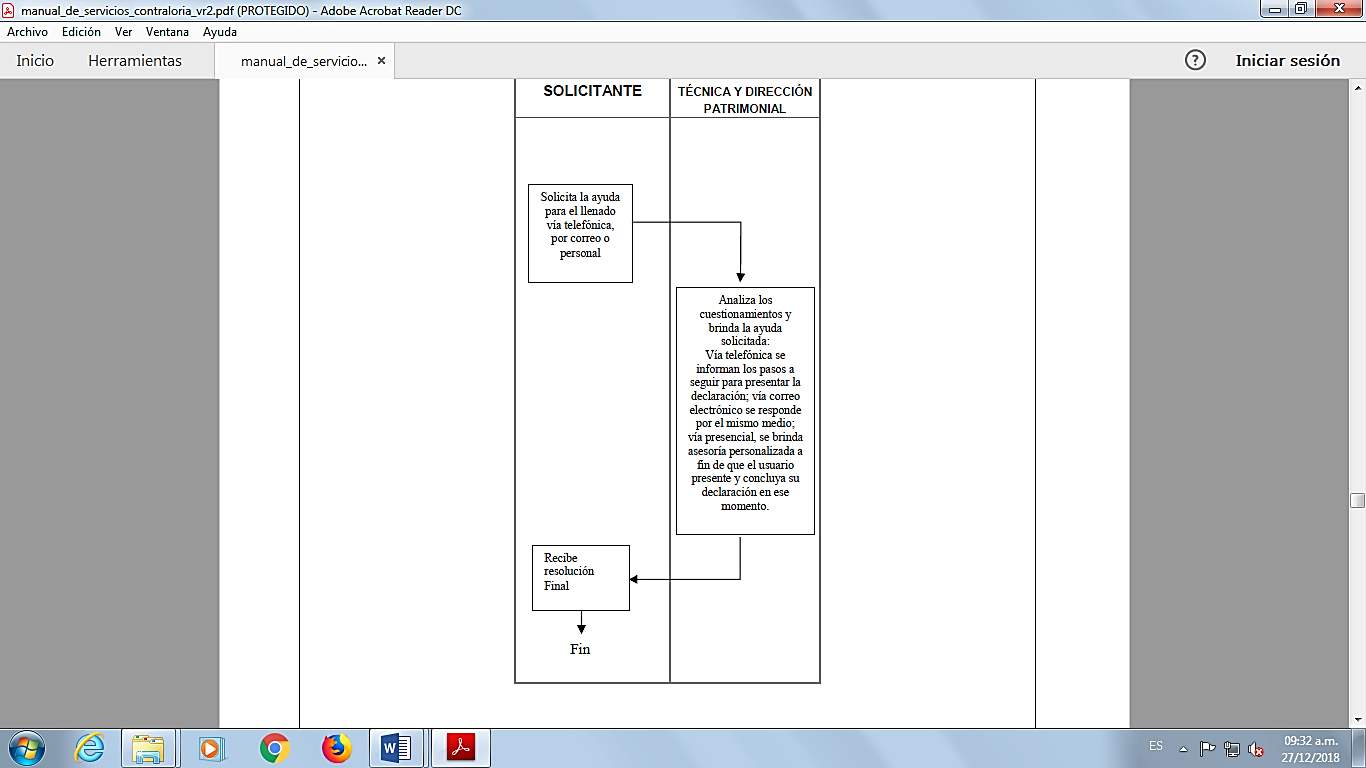 manual_de_servicios_contraloria_vr2.pdf (PROTEGIDO) - Adobe Acrobat Reader DC
Archivo Edición Ver Ventana Ayuda
Inicio Herramientas manual_de_servicio... × ? Iniciar sesión
SOLICITANTE
TÉCNICA Y DIRECCIÓN
PATRIMONIAL
Solicita la ayuda
para el llenado
vía telefónica,
por correo o
personal
Analiza los
cuestionamientos y
brinda la ayuda
solicitada:
Vía telefónica se
informan los pasos a
seguir para presentar la
declaración; vía correo
electrónico se responde
por el mismo medio;
vía presencial, se brinda
asesoría personalizada a
fin de que el usuario
presente y concluya su
declaración en ese
momento.
Recibe
resolución
Final
Fin
ES
09:32 a.m.
27/12/2018